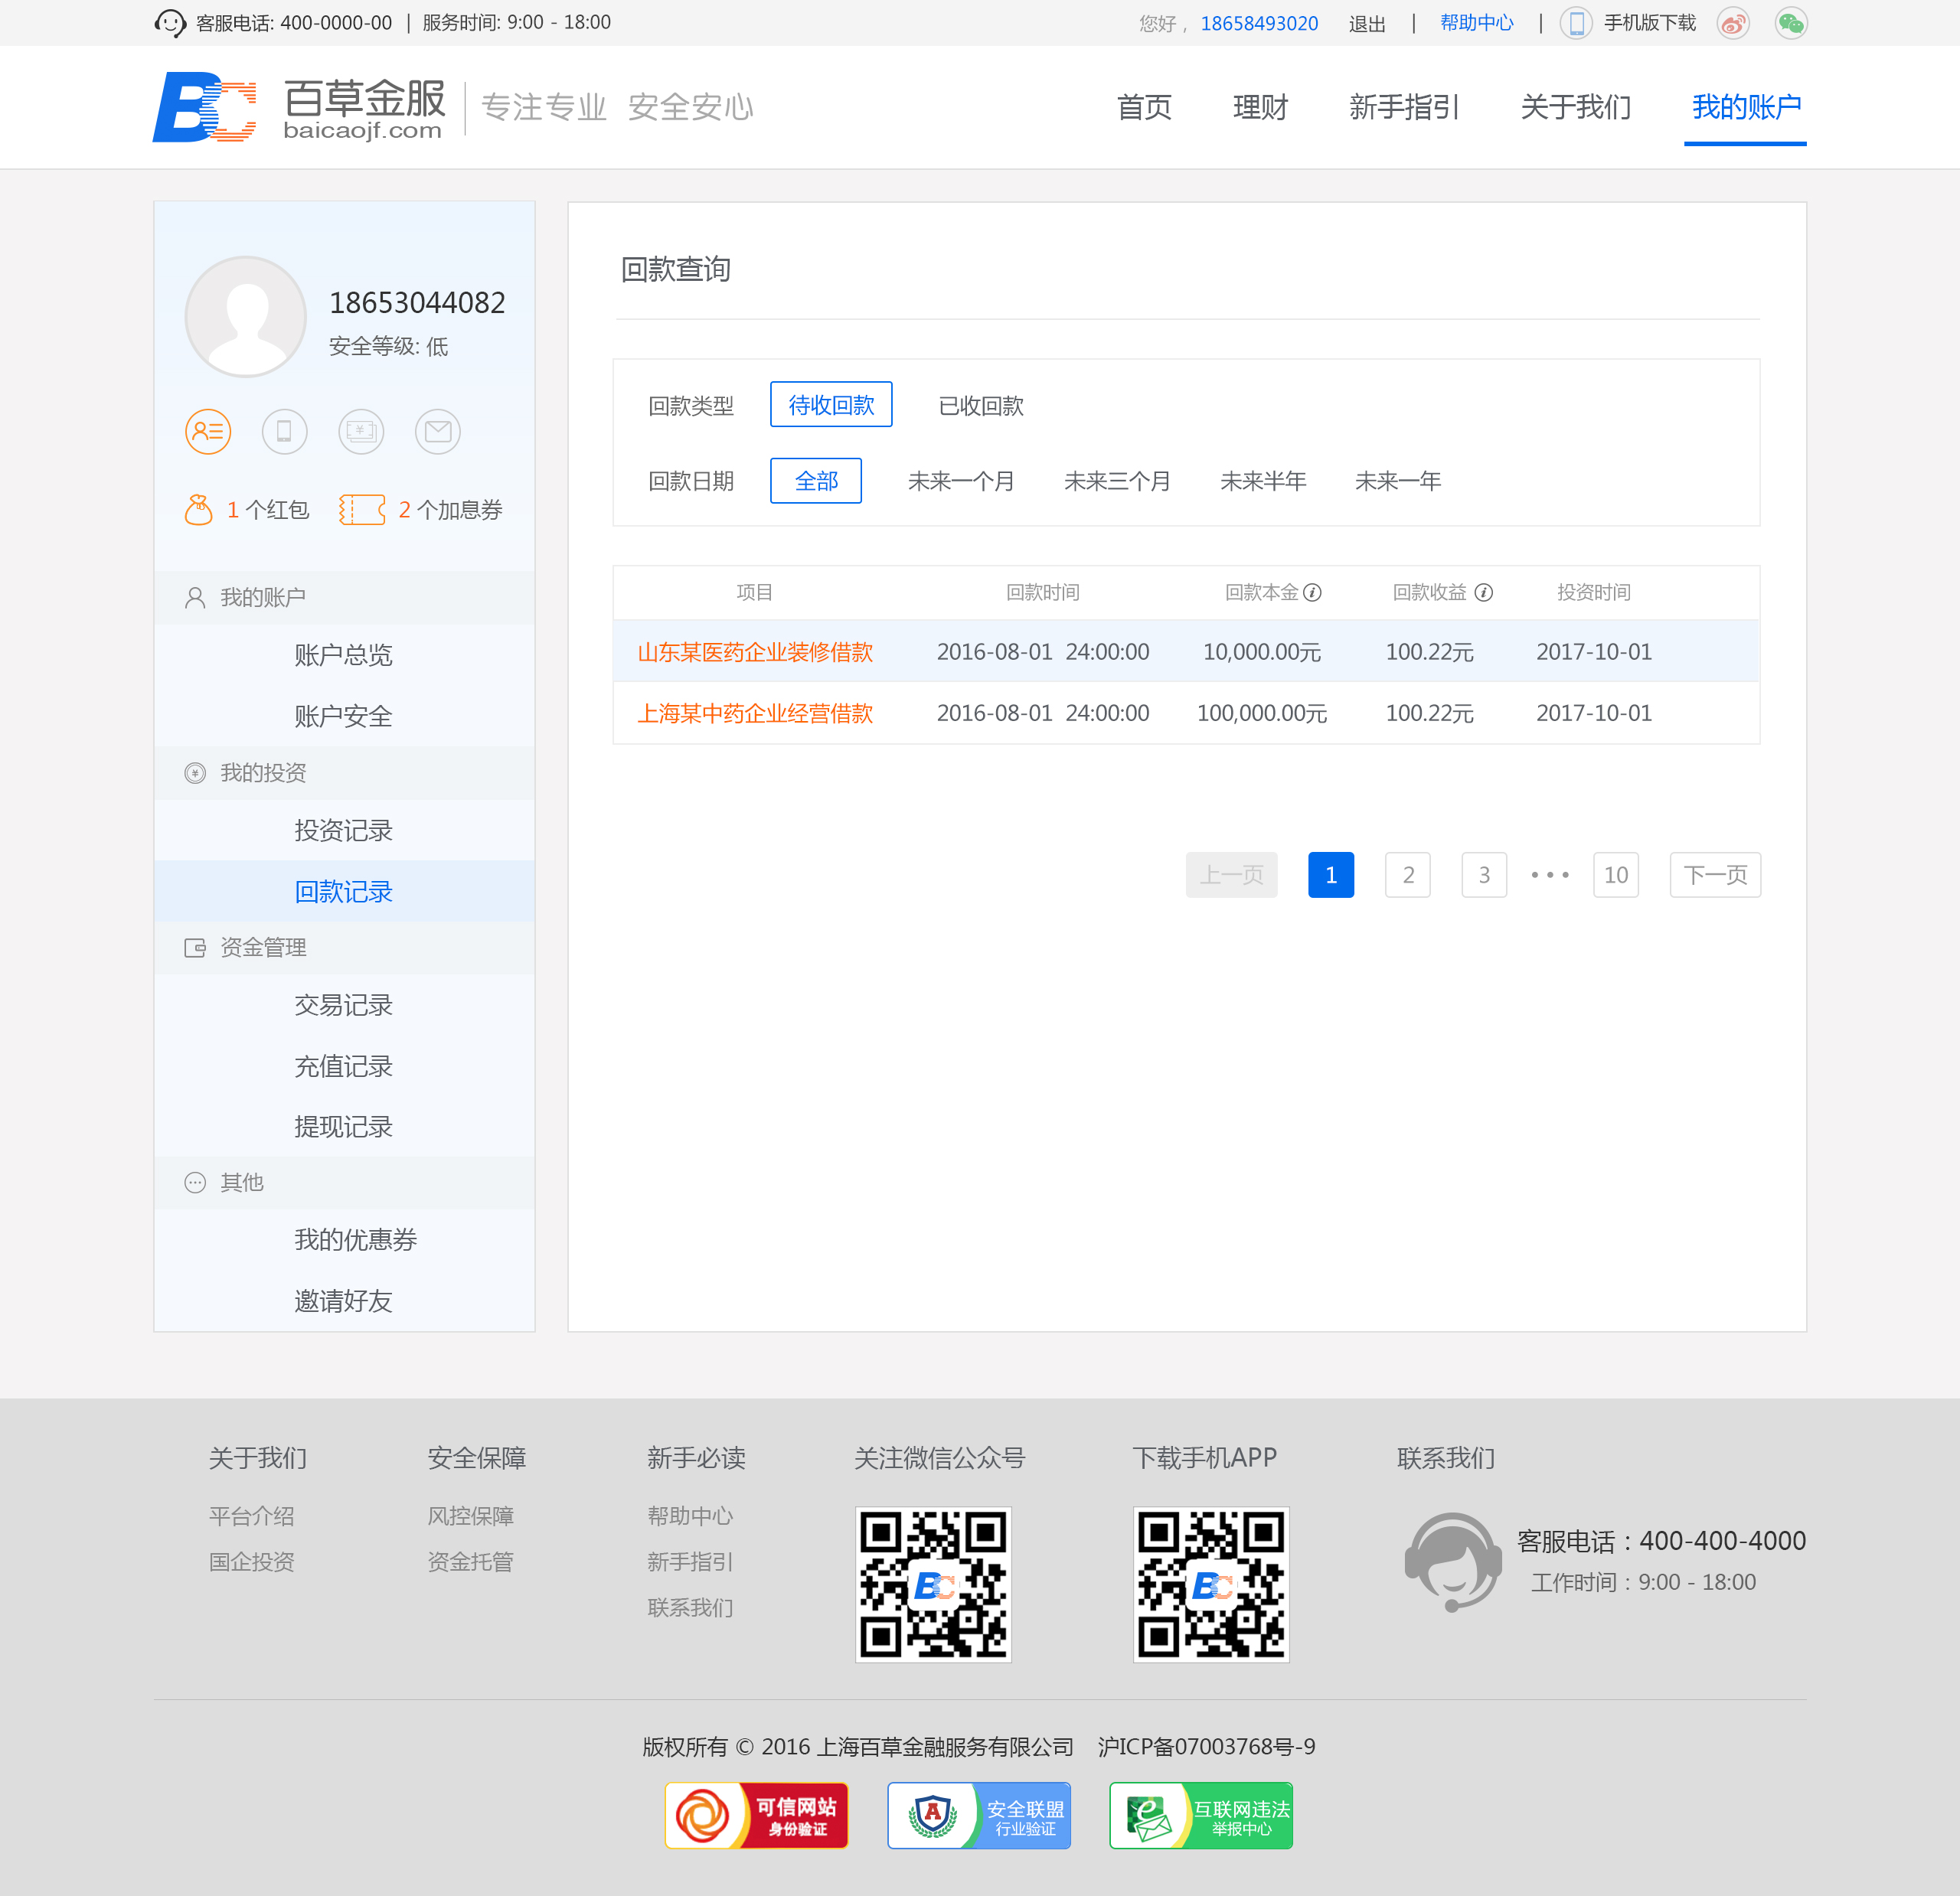 客服电话: 400-0000-00 | 服务时间: 9:00 - 18:00
您好， 18658493020 退出 | 帮助中心 | 手机版下载
BC 百草金服 专注专业 安全安心
baicaojf.com
首页 理财 新手指引 关于我们 我的账户
18653044082
安全等级: 低
1 个红包 2 个加息券
我的账户
账户总览
账户安全
我的投资
投资记录
回款记录
资金管理
交易记录
充值记录
提现记录
其他
我的优惠券
邀请好友
回款查询
回款类型 待收回款 已收回款
回款日期 全部 未来一个月 未来三个月 未来半年 未来一年
项目 回款时间 回款本金 i 回款收益 i 投资时间
山东某医药企业装修借款 2016-08-01 24:00:00 10,000.00元 100.22元 2017-10-01
上海某中药企业经营借款 2016-08-01 24:00:00 100,000.00元 100.22元 2017-10-01
上一页 1 2 3 ••• 10 下一页
关于我们
平台介绍
国企投资
安全保障
风控保障
资金托管
新手必读
帮助中心
新手指引
联系我们
关注微信公众号
BC
下载手机APP
BC
联系我们
客服电话：400-400-4000
工作时间：9:00 - 18:00
版权所有 © 2016 上海百草金融服务有限公司 沪ICP备07003768号-9
可信网站
身份验证
A
安全联盟
行业验证
e
互联网违法
举报中心